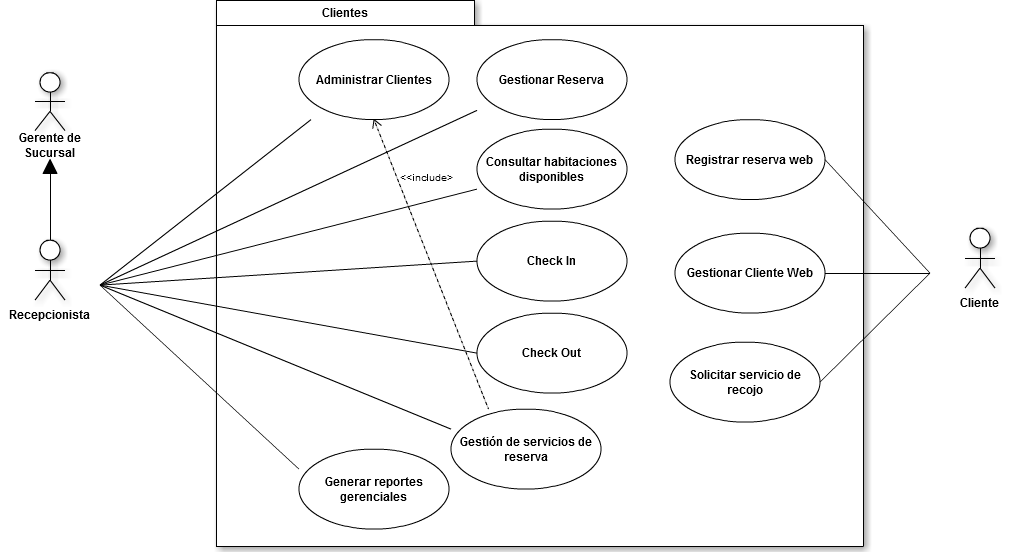 Clientes
Administrar Clientes
Gestionar Reserva
Gerente de
Sucursal
Consultar habitaciones
disponibles
Registrar reserva web
<<include>
Recepcionista
Check In
Gestionar Cliente Web
Cliente
Check Out
Solicitar servicio de
recojo
Gestión de servicios de
reserva
Generar reportes
gerenciales